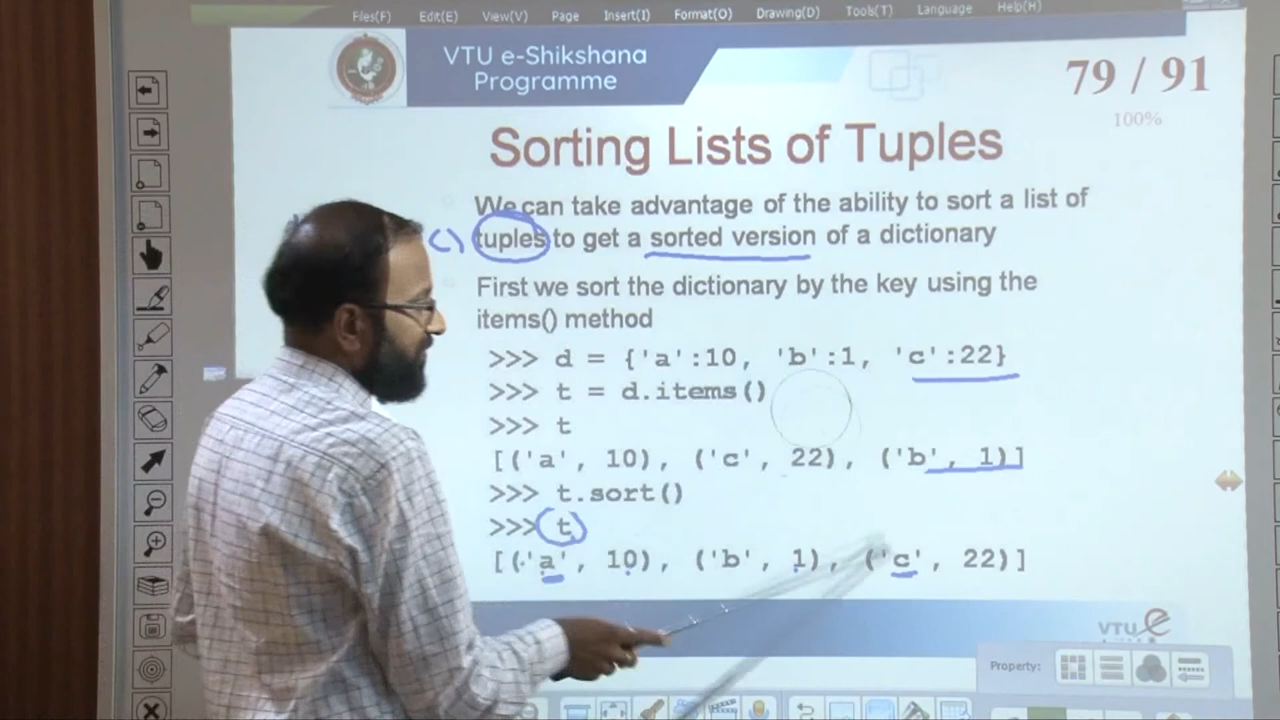 Files(F) Edit(E) View(V) Page Insert(I) Format(O) Drawing(D) Tools(T) Language Help(H)
VTU e-Shikshana
Programme
79 / 91
100%
Sorting Lists of Tuples
We can take advantage of the ability to sort a list of
c) tuples to get a sorted version of a dictionary
First we sort the dictionary by the key using the
items() method
>>> d = {'a':10, 'b':1, 'c':22}
>>> t = d.items()
>>> t
[('a', 10), ('c', 22), ('b', 1)]
>>> t.sort()
>>> t
[('a', 10), ('b', 1), ('c', 22)]
VTU e
Property: